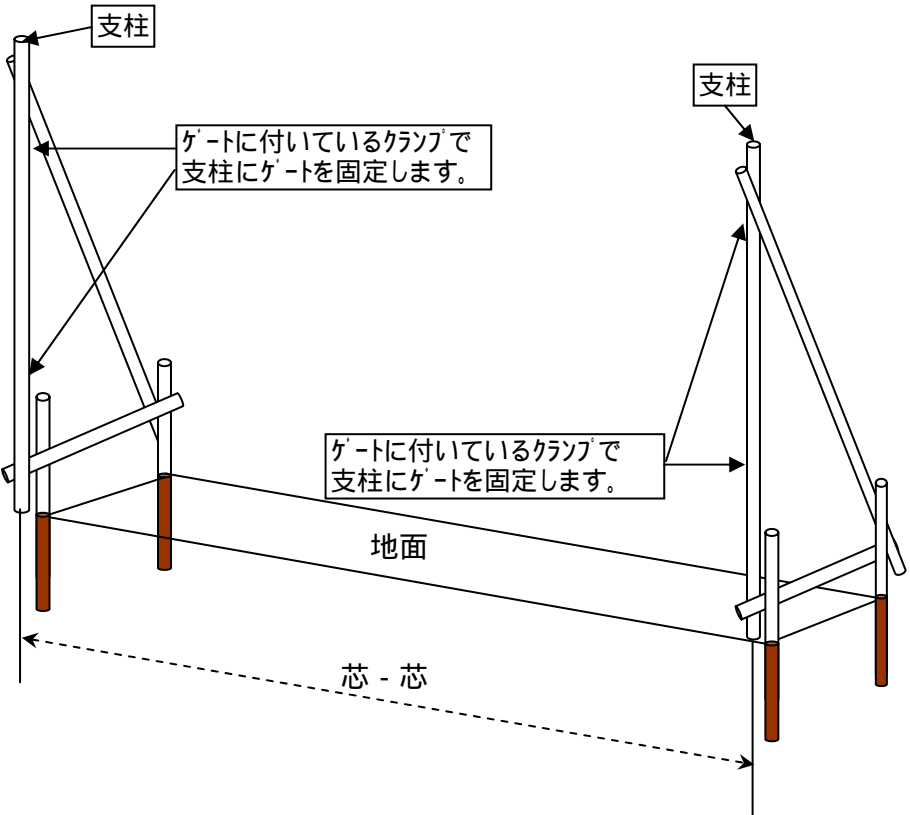 支柱
支柱
ｹﾞｰﾄに付いているｸﾗﾝﾌﾟで
支柱にｹﾞｰﾄを固定します。
ｹﾞｰﾄに付いているｸﾗﾝﾌﾟで
支柱にｹﾞｰﾄを固定します。
地面
芯 - 芯